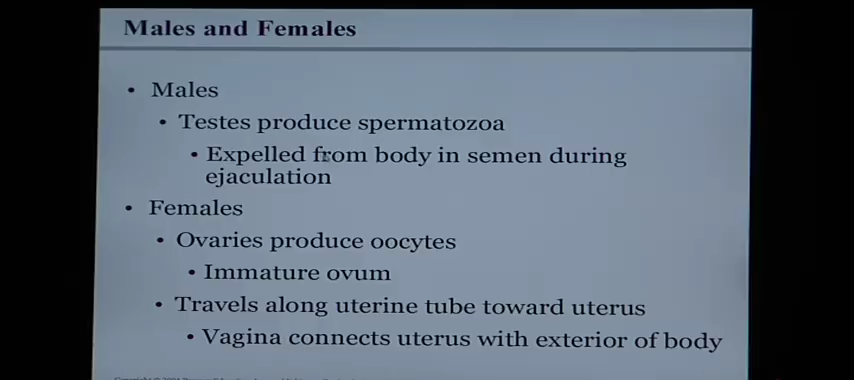 Males and Females
• Males
• Testes produce spermatozoa
• Expelled from body in semen during
ejaculation
• Females
• Ovaries produce oocytes
• Immature ovum
• Travels along uterine tube toward uterus
• Vagina connects uterus with exterior of body